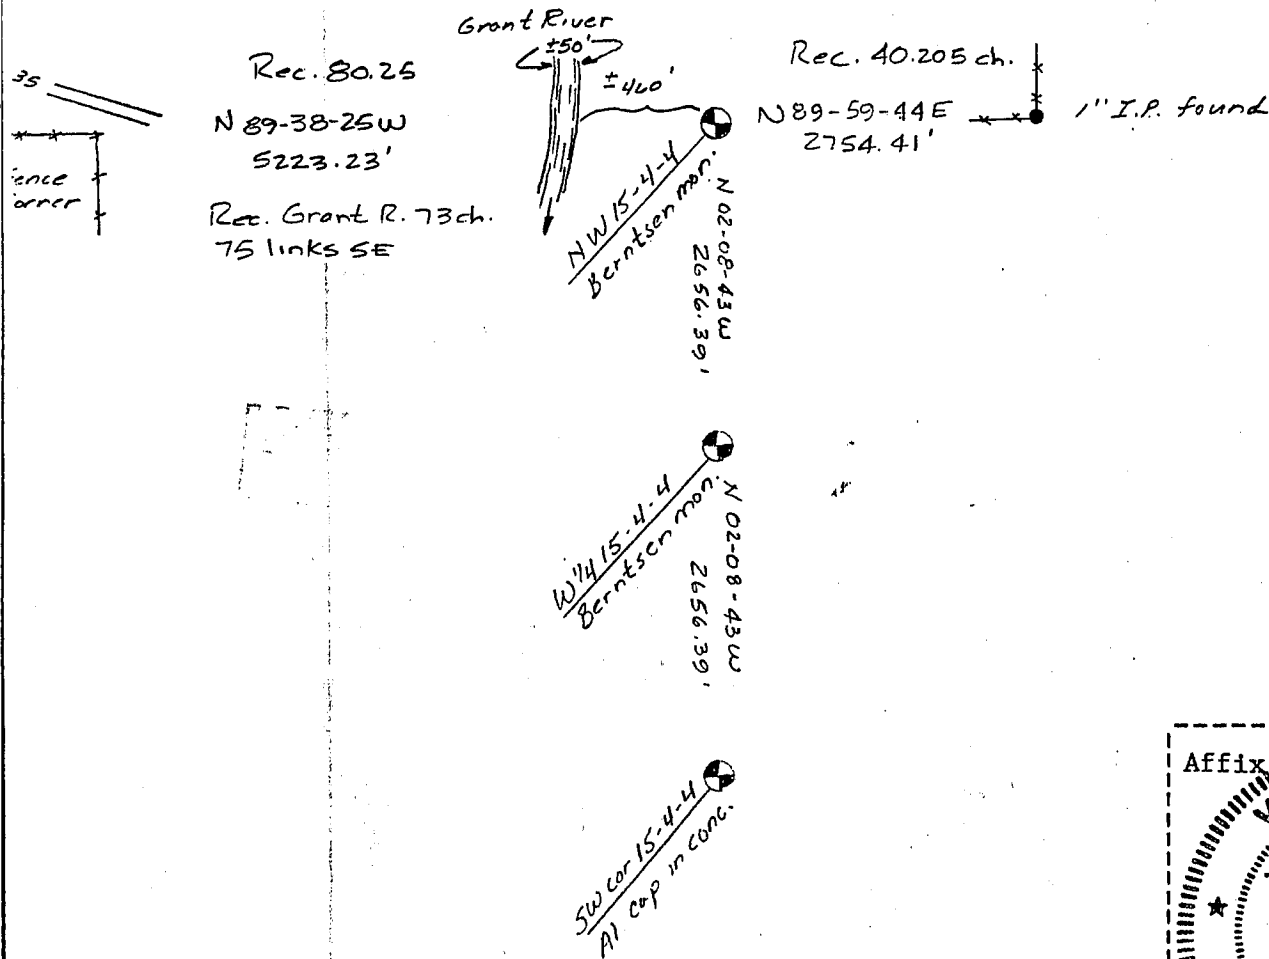 Grant River
±50'
±460'
35
Rec. 80.25
N 89-38-25W
5223.23'
Rec. Grant R. 73ch.
75 links SE
Rec. 40.205 ch.
N 89-59-44E
2754.41'
1" I.P. found
NW 15-4-4
Berntsen mon.
N 02-08-43W
2656.39'
W 1/4 15-4-4
Berntsen mon.
N 02-08-43W
2656.39'
SW cor 15-4-4
Al cap in conc.
Affix